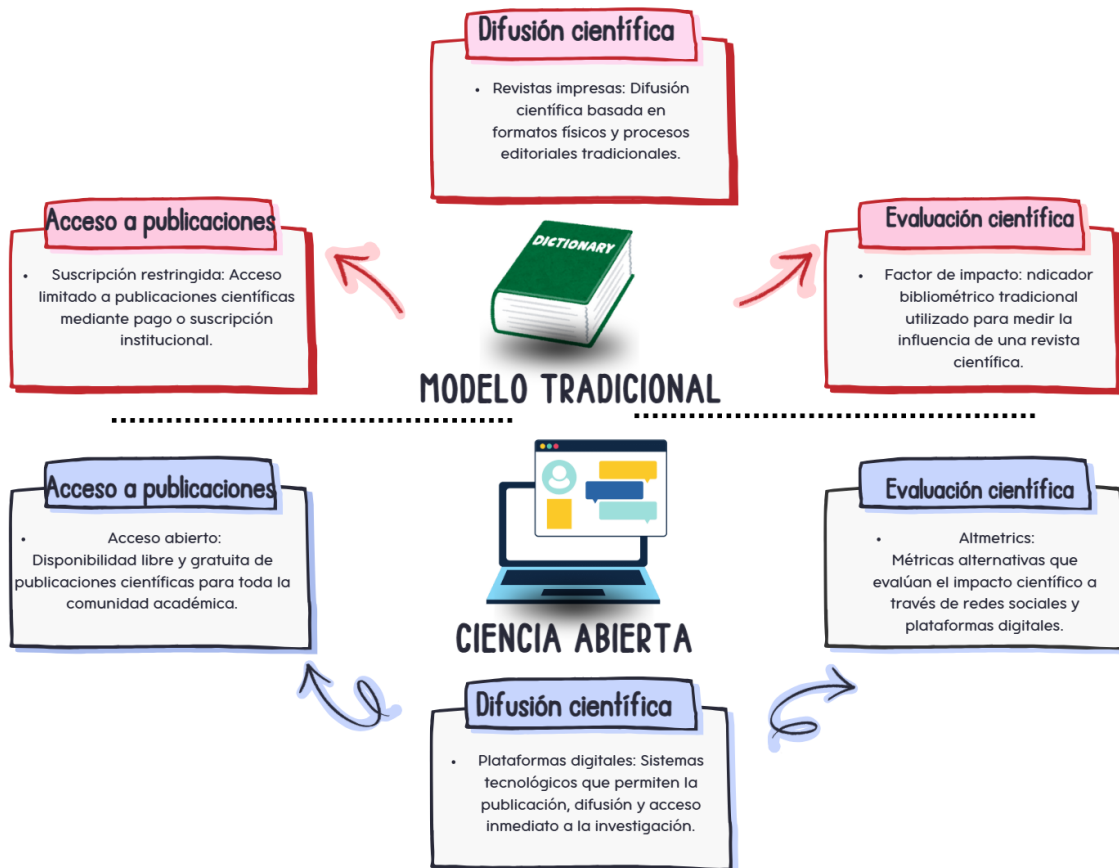 Difusión científica
• Revistas impresas: Difusión
científica basada en
formatos físicos y procesos
editoriales tradicionales.
Acceso a publicaciones
• Suscripción restringida: Acceso
limitado a publicaciones científicas
mediante pago o suscripción
institucional.
DICTIONARY
Evaluación científica
• Factor de impacto: ndicador
bibliométrico tradicional
utilizado para medir la
influencia de una revista
científica.
MODELO TRADICIONAL
Acceso a publicaciones
• Acceso abierto:
Disponibilidad libre y gratuita de
publicaciones científicas para toda la
comunidad académica.
Evaluación científica
• Altmetrics:
Métricas alternativas que
evalúan el impacto científico a
través de redes sociales y
plataformas digitales.
CIENCIA ABIERTA
Difusión científica
• Plataformas digitales: Sistemas
tecnológicos que permiten la
publicación, difusión y acceso
inmediato a la investigación.